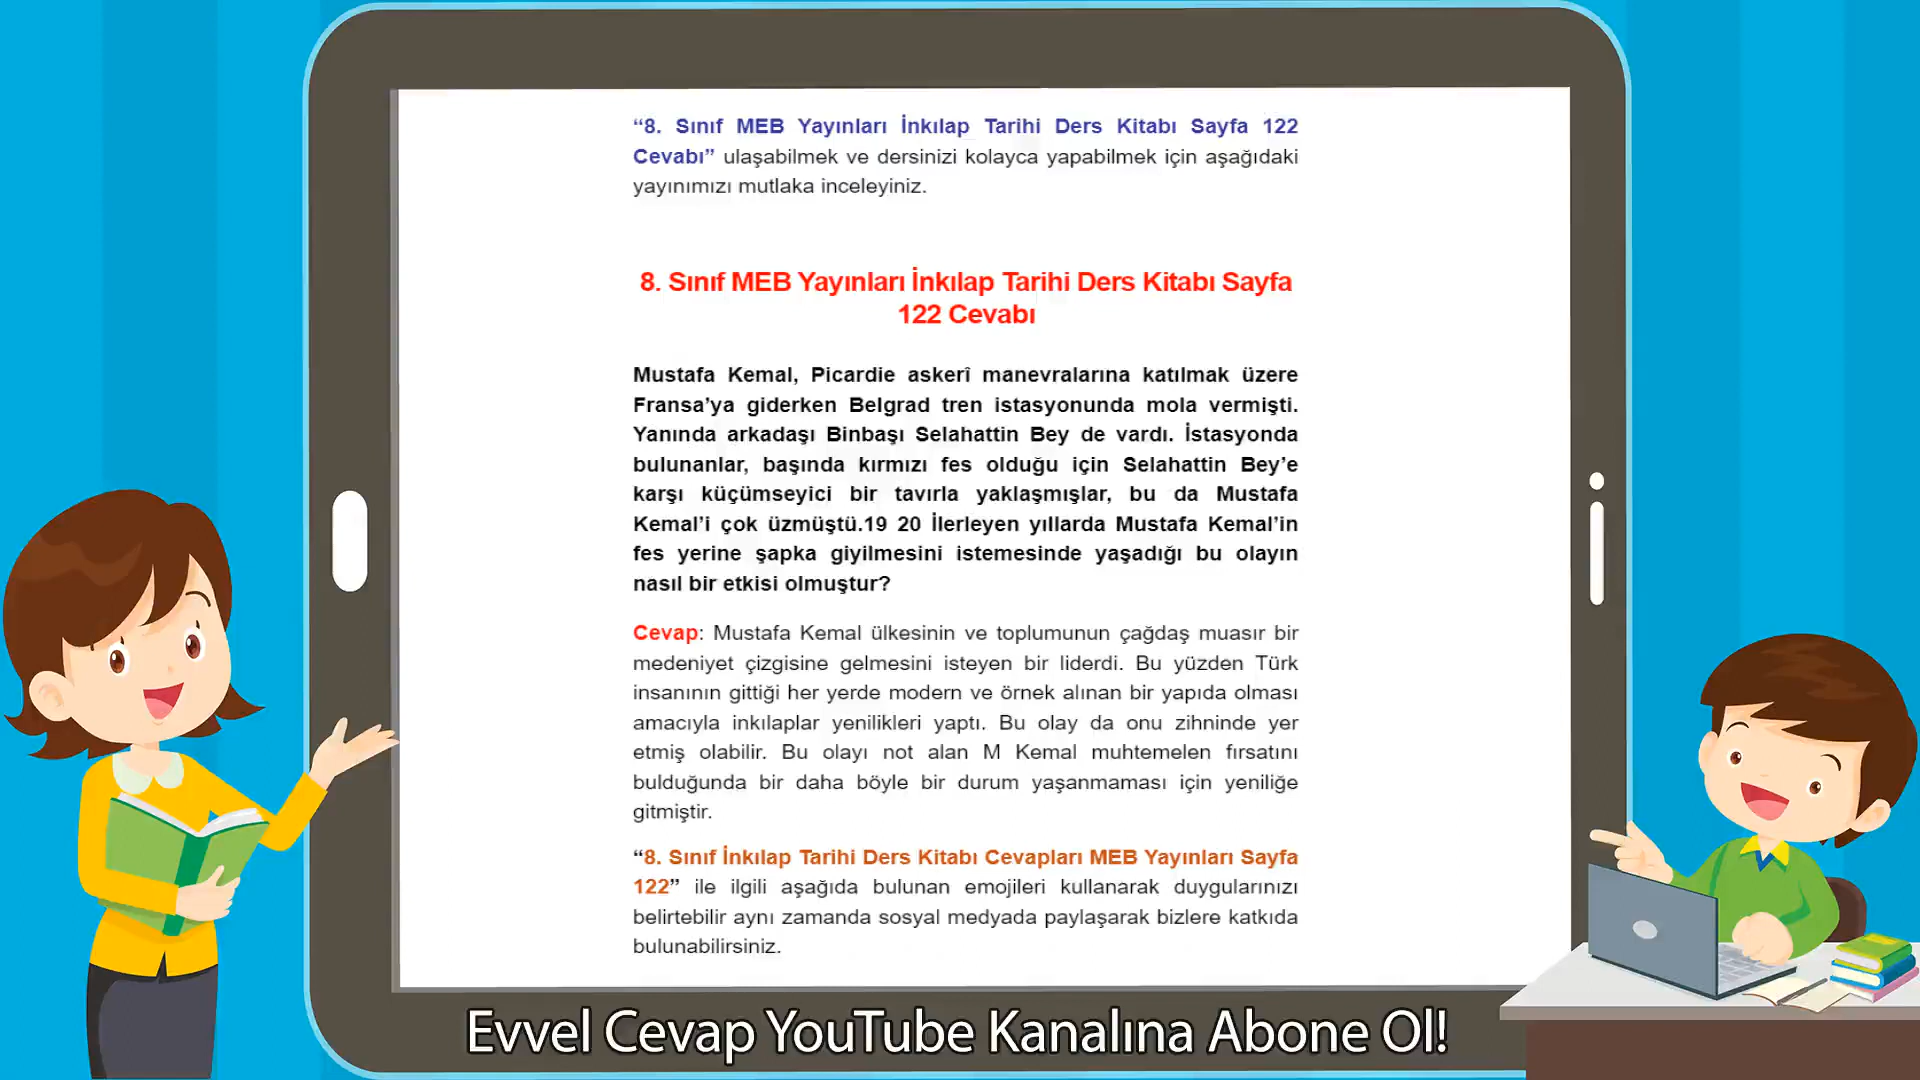 “8. Sınıf MEB Yayınları İnkılap Tarihi Ders Kitabı Sayfa 122
Cevabı” ulaşabilmek ve dersinizi kolayca yapabilmek için aşağıdaki
yayınımızı mutlaka inceleyiniz.
8. Sınıf MEB Yayınları İnkılap Tarihi Ders Kitabı Sayfa
122 Cevabı
Mustafa Kemal, Picardie askerî manevralarına katılmak üzere
Fransa’ya giderken Belgrad tren istasyonunda mola vermişti.
Yanında arkadaşı Binbaşı Selahattin Bey de vardı. İstasyonda
bulunanlar, başında kırmızı fes olduğu için Selahattin Bey’e
karşı küçümseyici bir tavırla yaklaşmışlar, bu da Mustafa
Kemal’i çok üzmüştü.19 20 İlerleyen yıllarda Mustafa Kemal’in
fes yerine şapka giyilmesini istemesinde yaşadığı bu olayın
nasıl bir etkisi olmuştur?
Cevap: Mustafa Kemal ülkesinin ve toplumunun çağdaş muasır bir
medeniyet çizgisine gelmesini isteyen bir liderdi. Bu yüzden Türk
insanının gittiği her yerde modern ve örnek alınan bir yapıda olması
amacıyla inkılaplar yenilikleri yaptı. Bu olay da onu zihninde yer
etmiş olabilir. Bu olayı not alan M Kemal muhtemelen fırsatını
bulduğunda bir daha böyle bir durum yaşanmaması için yeniliğe
gitmiştir.
“8. Sınıf İnkılap Tarihi Ders Kitabı Cevapları MEB Yayınları Sayfa
122” ile ilgili aşağıda bulunan emojileri kullanarak duygularınızı
belirtebilir aynı zamanda sosyal medyada paylaşarak bizlere katkıda
bulunabilirsiniz.
Evvel Cevap YouTube Kanalına Abone Ol!